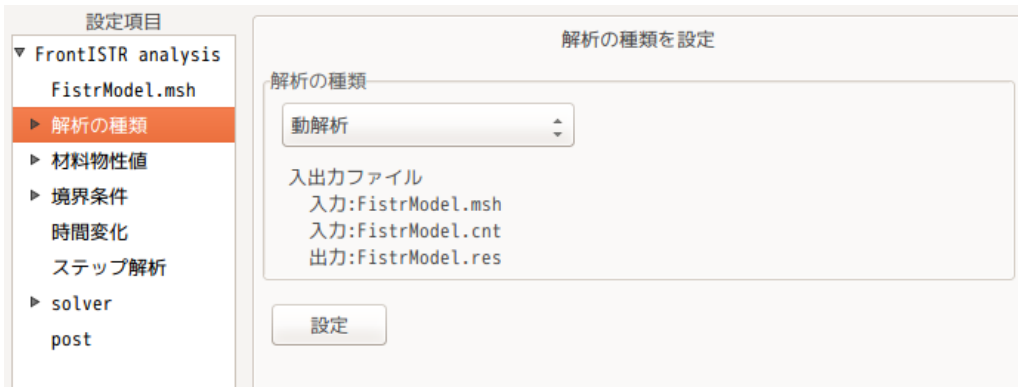 設定項目
FrontISTR analysis
FistrModel.msh
解析の種類
材料物性値
境界条件
時間変化
ステップ解析
solver
post
解析の種類を設定
解析の種類
動解析
入出力ファイル
入力:FistrModel.msh
入力:FistrModel.cnt
出力:FistrModel.res
設定